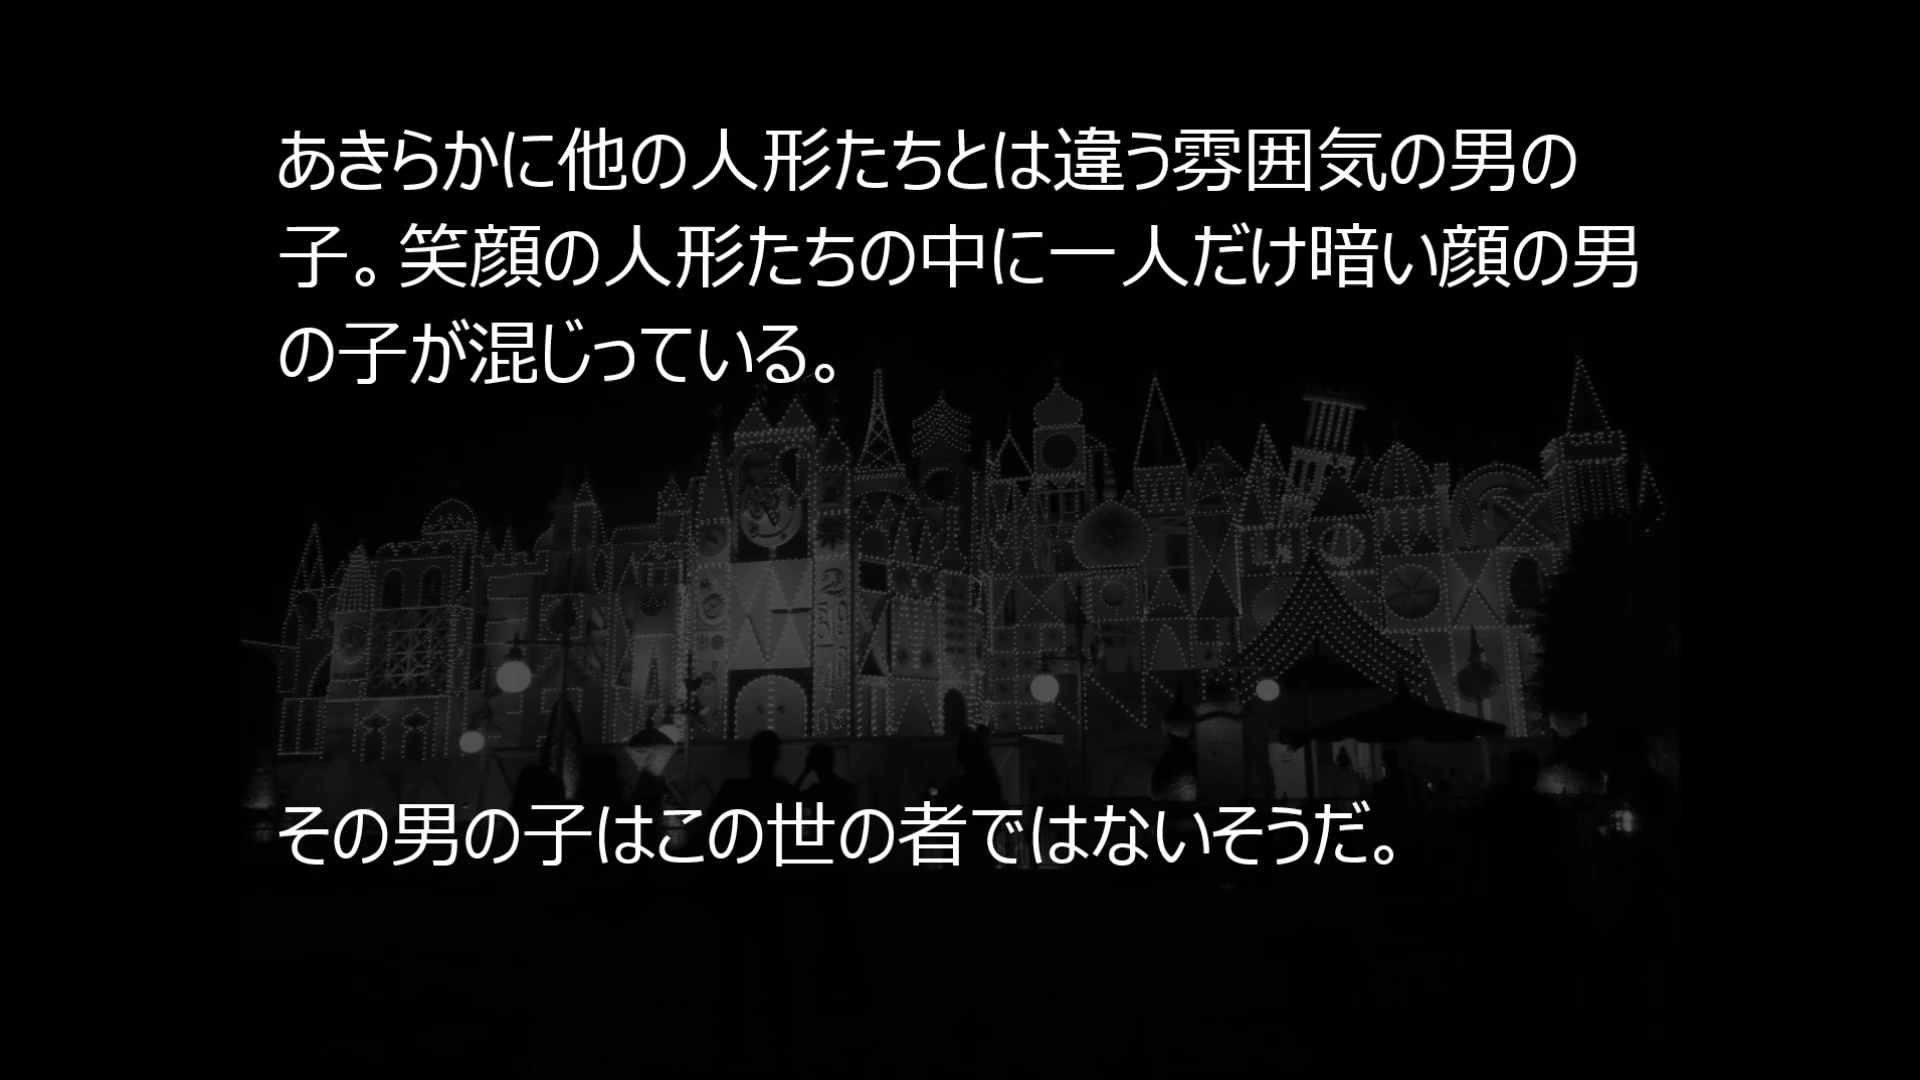 あきらかに他の人形たちとは違う雰囲気の男の
子。笑顔の人形たちの中に一人だけ暗い顔の男
の子が混じっている。
その男の子はこの世の者ではないそうだ。